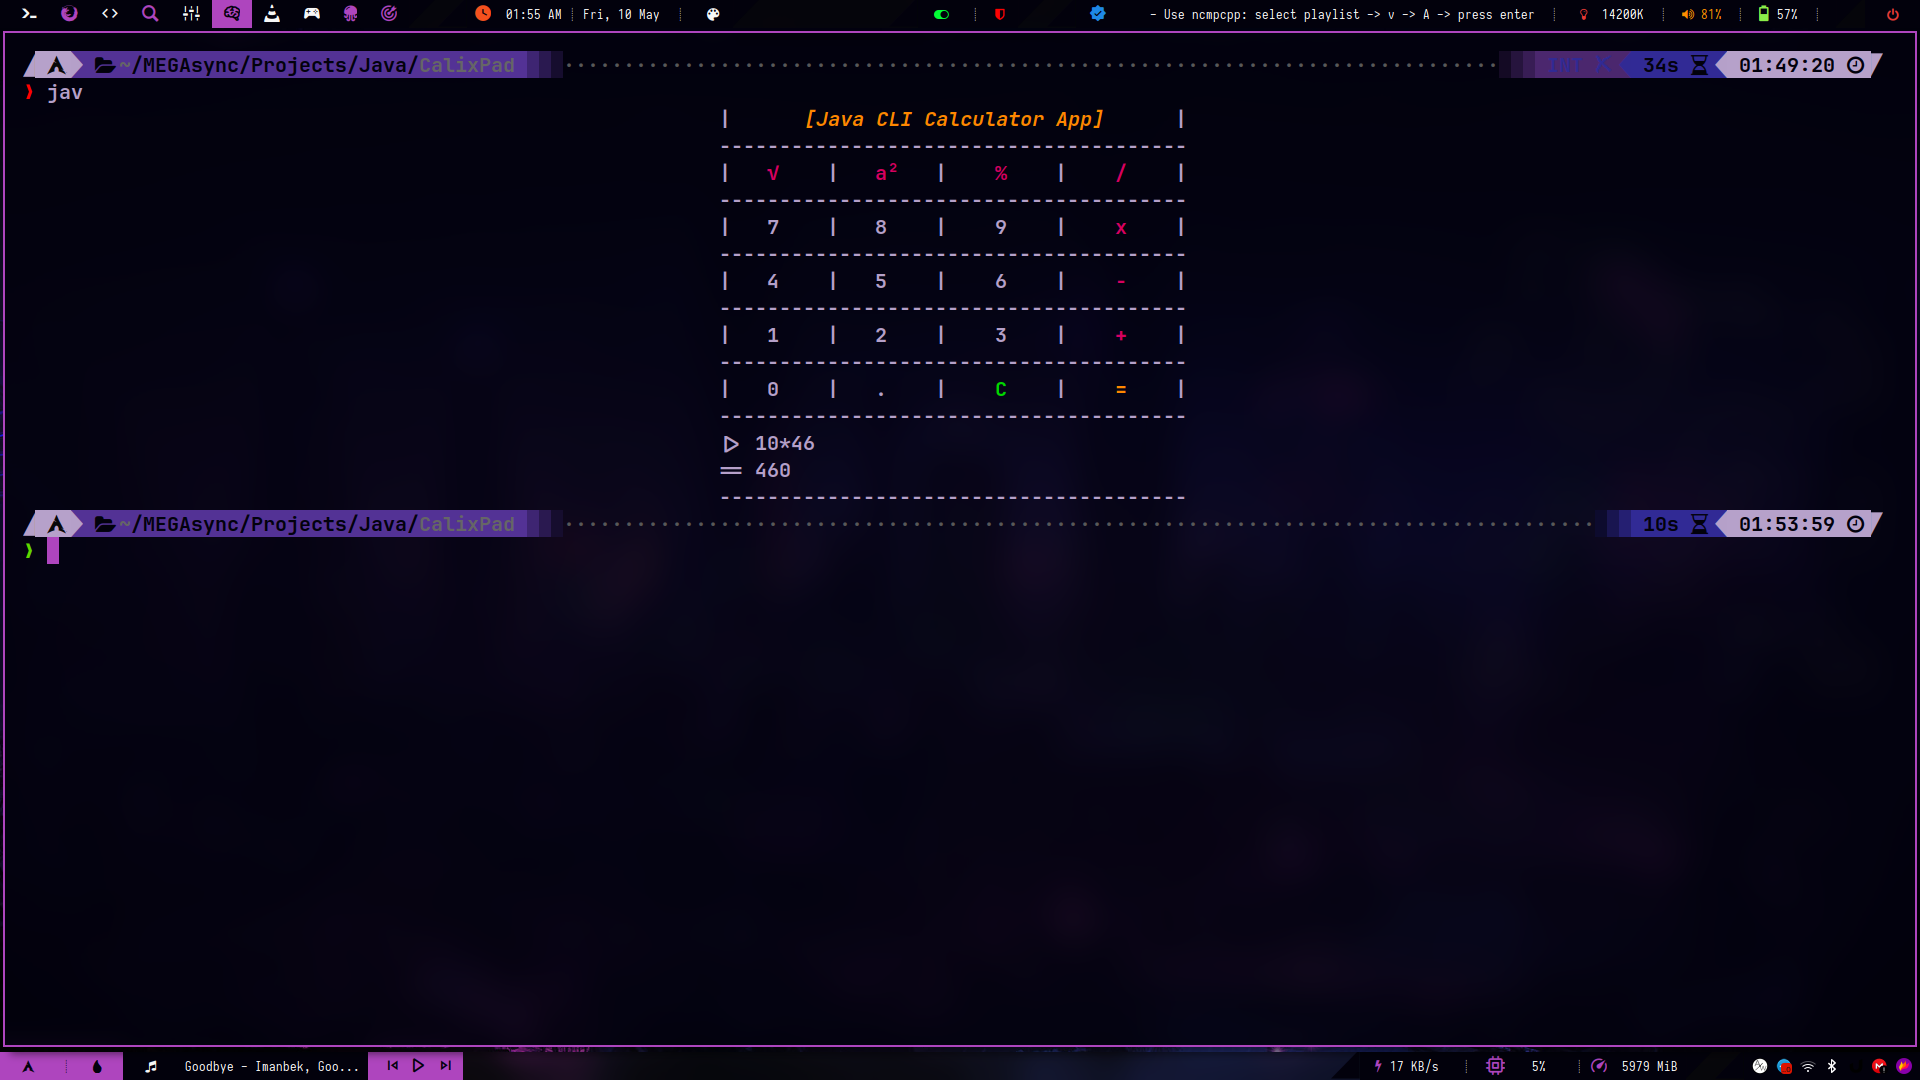 01:55 AM
Fri, 10 May
- Use ncmpcpp: select playlist -> v -> A -> press enter
14200K
81%
57%
~/MEGAsync/Projects/Java/CalixPad
INT
34s
01:49:20
❯ jav
| [Java CLI Calculator App] |
---------------------------------------
| √ | a² | % | / |
---------------------------------------
| 7 | 8 | 9 | x |
---------------------------------------
| 4 | 5 | 6 | - |
---------------------------------------
| 1 | 2 | 3 | + |
---------------------------------------
| 0 | . | C | = |
---------------------------------------
▷ 10*46
== 460
---------------------------------------
~/MEGAsync/Projects/Java/CalixPad
10s
01:53:59
❯
Goodbye - Imanbek, Goo...
17 KB/s
5%
5979 MiB